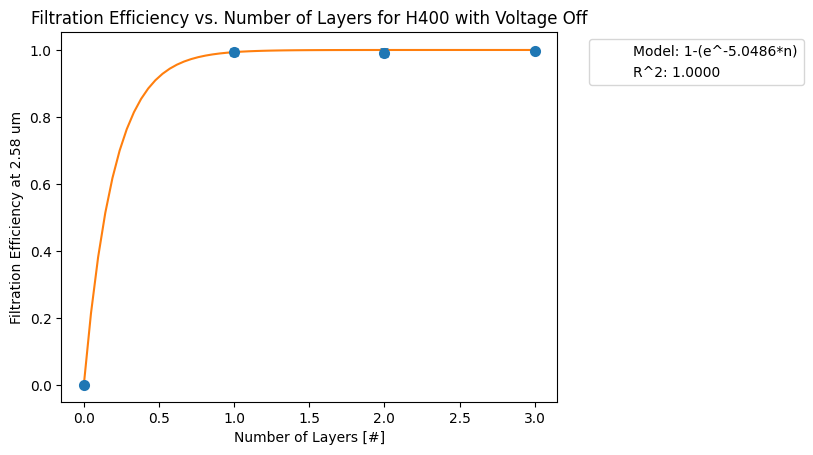 Filtration Efficiency vs. Number of Layers for H400 with Voltage Off
Model: 1-(e^-5.0486*n)
R^2: 1.0000
Filtration Efficiency at 2.58 um
1.0
0.8
0.6
0.4
0.2
0.0
0.0 0.5 1.0 1.5 2.0 2.5 3.0
Number of Layers [#]